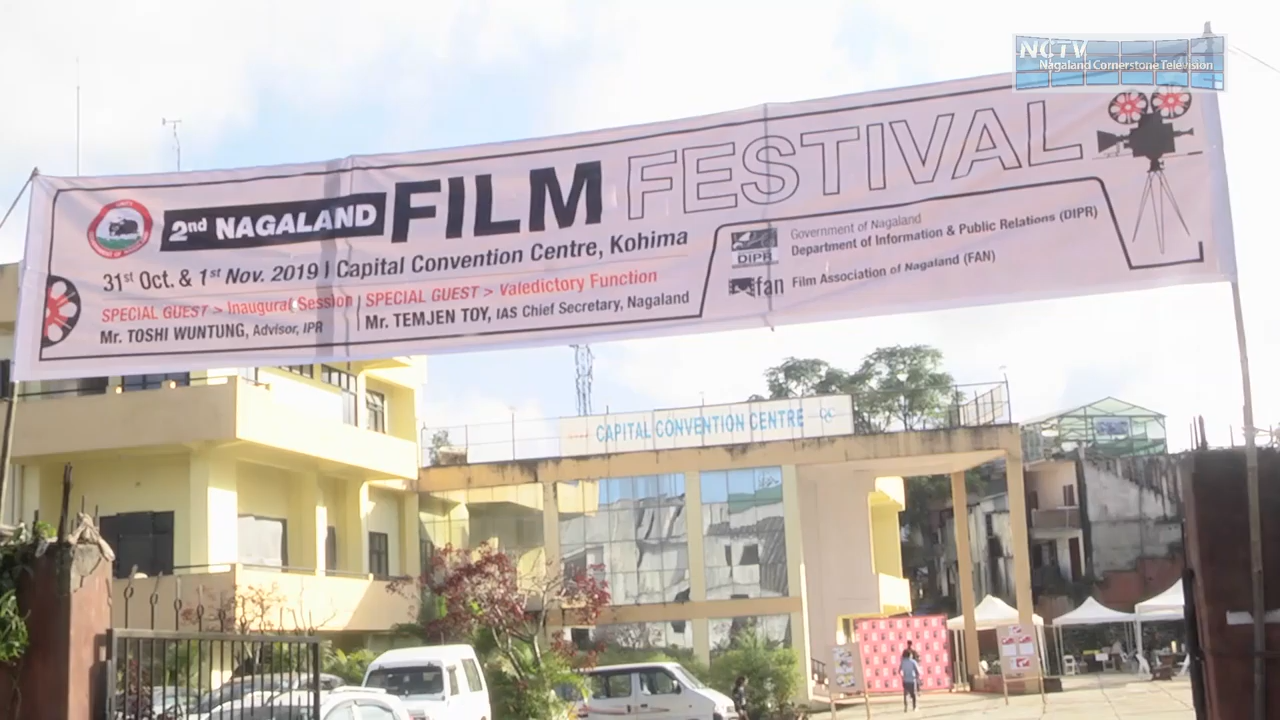 NCTV
Nagaland Cornerstone Television
2nd NAGALAND FILM FESTIVAL
31st Oct. & 1st Nov. 2019 | Capital Convention Centre, Kohima
SPECIAL GUEST > Inaugural Session | SPECIAL GUEST > Valedictory Function
Mr. TOSHI WUNTUNG, Advisor, IPR | Mr. TEMJEN TOY, IAS Chief Secretary, Nagaland
DIPR
Government of Nagaland
Department of Information & Public Relations (DIPR)
fan Film Association of Nagaland (FAN)
CAPITAL CONVENTION CENTRE